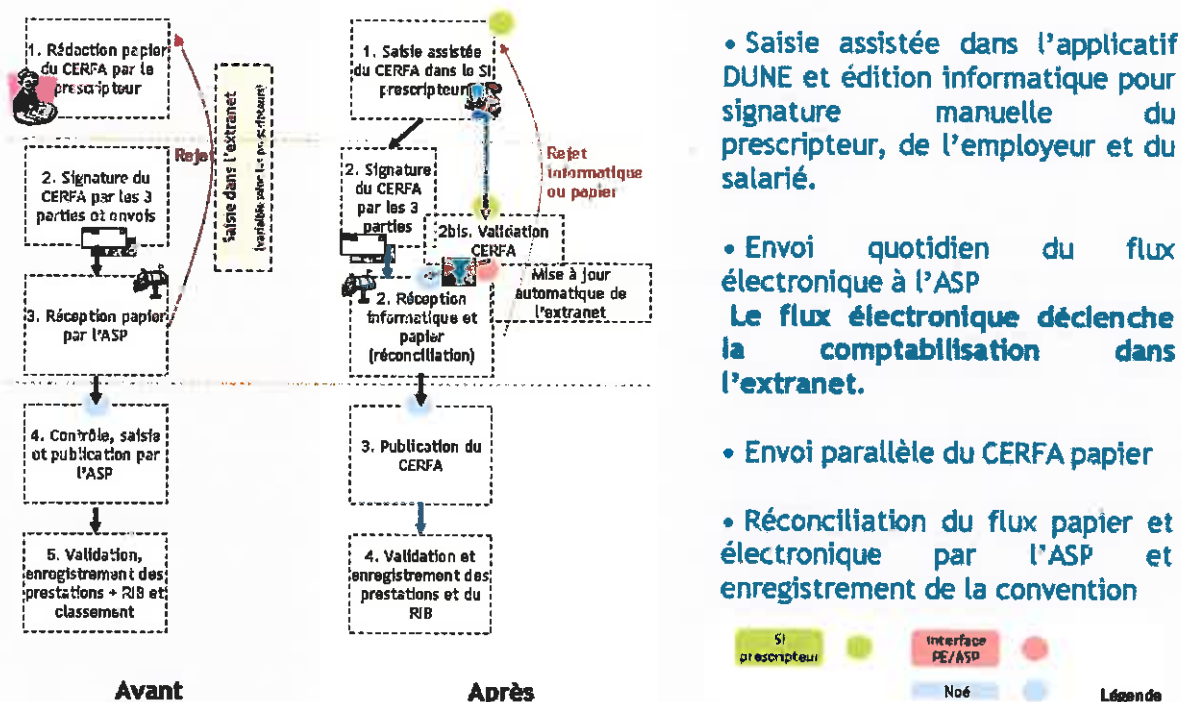 1. Rédaction papier
du CERFA par le
prescripteur
Rejet
Saisie dans l'extranet
(variable selon les prescripteurs)
2. Signature du
CERFA par les 3
parties et envois
3. Réception papier
par l'ASP
4. Contrôle, saisie
et publication par
l'ASP
5. Validation,
enregistrement des
prestations + RIB et
classement
Avant
1. Saisie assistée
du CERFA dans le SI
prescripteur
Rejet
informatique
ou papier
2. Signature
du CERFA
par les 3
parties
2bis. Validation
CERFA
Mise à jour
automatique de
l'extranet
2. Réception
informatique et
papier
(réconciliation)
3. Publication du
CERFA
4. Validation et
enregistrement des
prestations et du
RIB
Après
• Saisie assistée dans l'applicatif
DUNE et édition informatique pour
signature manuelle du
prescripteur, de l'employeur et du
salarié.
• Envoi quotidien du flux
électronique à l'ASP
Le flux électronique déclenche
la comptabilisation dans
l'extranet.
• Envoi parallèle du CERFA papier
• Réconciliation du flux papier et
électronique par l'ASP et
enregistrement de la convention
SI
prescripteur
Interface
PE/ASP
Noé
Légende